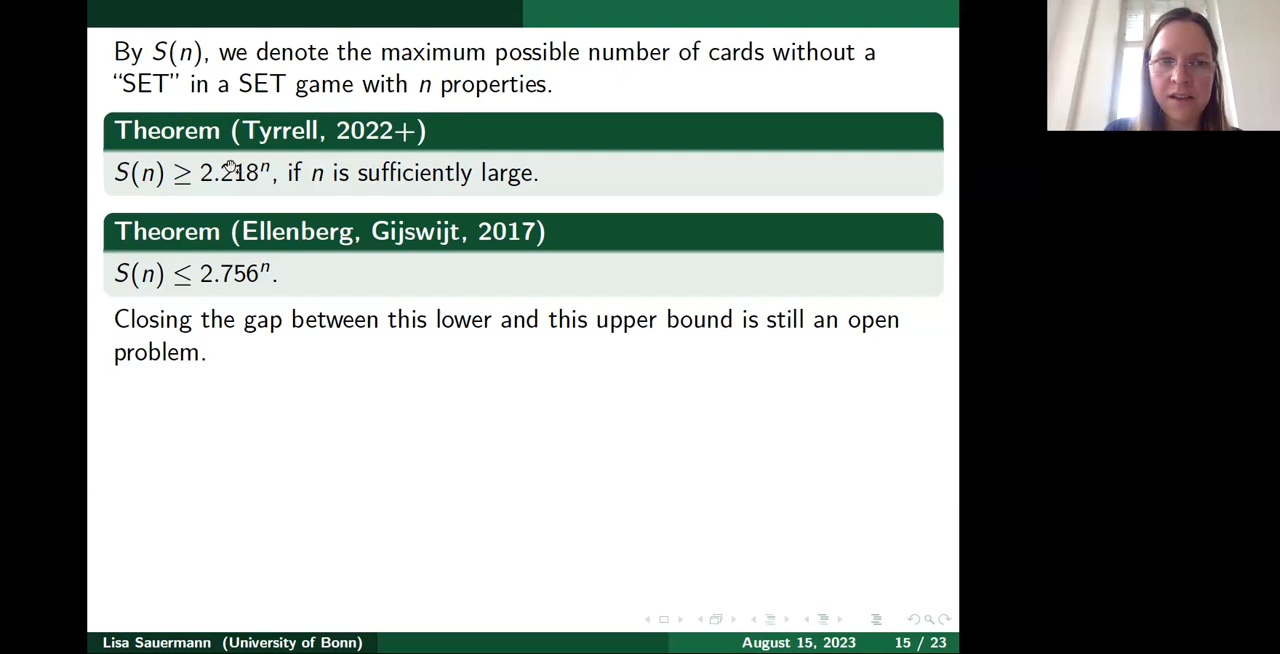 By S(n), we denote the maximum possible number of cards without a
“SET” in a SET game with n properties.
Theorem (Tyrrell, 2022+)
S(n) ≥ 2.218ⁿ, if n is sufficiently large.
Theorem (Ellenberg, Gijswijt, 2017)
S(n) ≤ 2.756ⁿ.
Closing the gap between this lower and this upper bound is still an open
problem.
Lisa Sauermann (University of Bonn) August 15, 2023 15 / 23